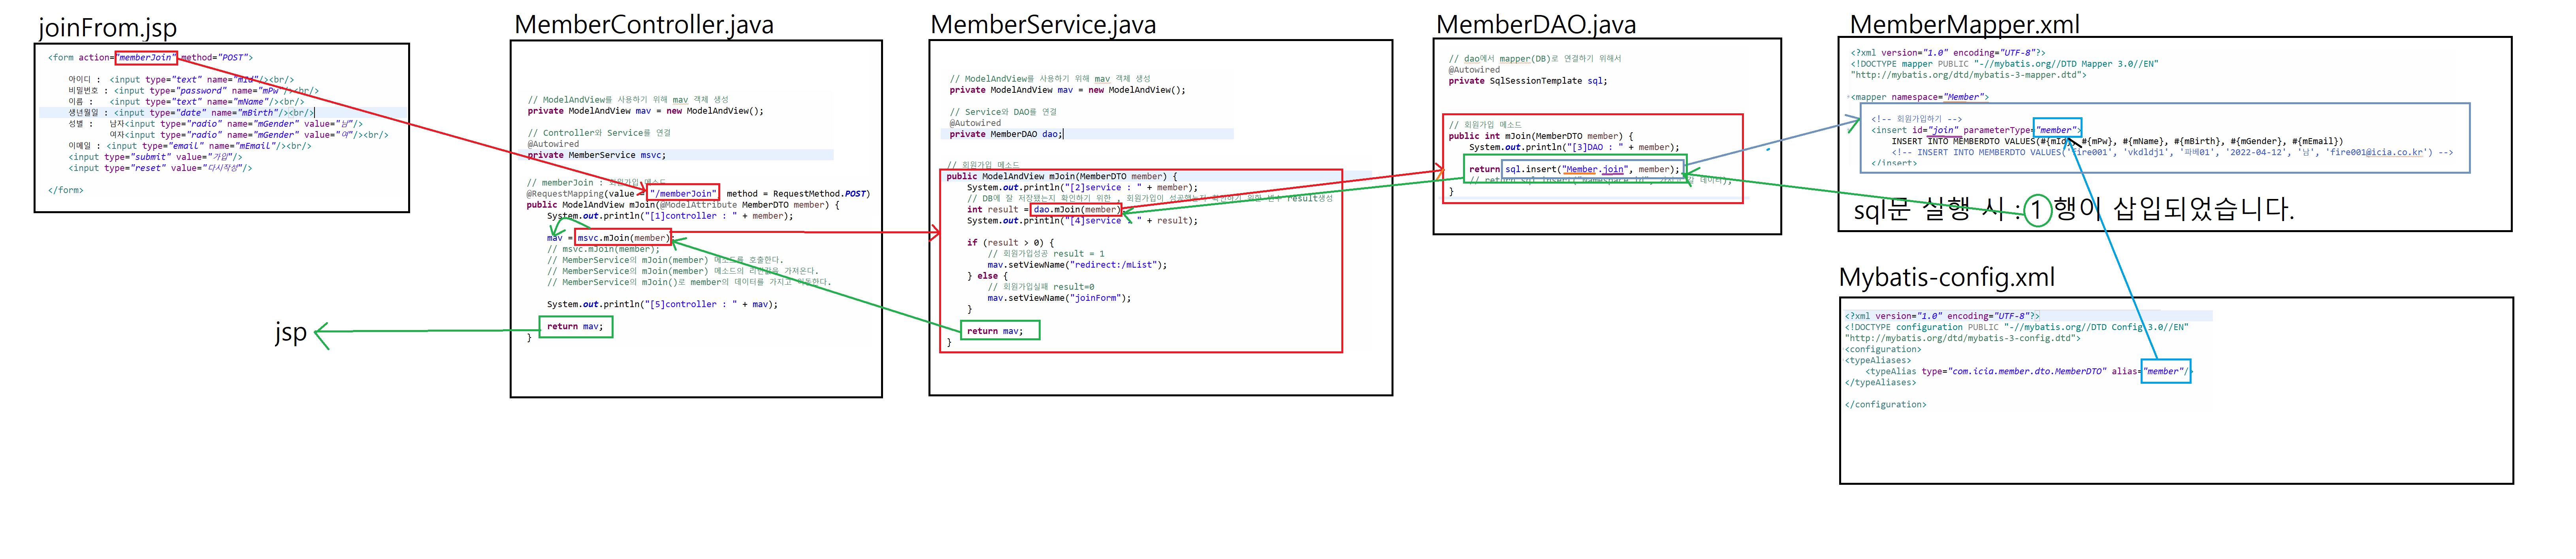 joinFrom.jsp
<form action="memberJoin" method="POST">
아이디 : <input type="text" name="mId"/><br/>
비밀번호 : <input type="password" name="mPw"/><br/>
이름 : <input type="text" name="mName"/><br/>
생년월일 : <input type="date" name="mBirth"/><br/>
성별 : 남자<input type="radio" name="mGender" value="남"/>
여자<input type="radio" name="mGender" value="여"/><br/>
이메일 : <input type="email" name="mEmail"/><br/>
<input type="submit" value="가입"/>
<input type="reset" value="다시작성"/>
</form>
jsp
MemberController.java
// ModelAndView를 사용하기 위해 mav 객체 생성
private ModelAndView mav = new ModelAndView();
// Controller와 Service를 연결
@Autowired
private MemberService msvc;
// memberJoin : 회원가입 메소드
@RequestMapping(value = "/memberJoin" method = RequestMethod.POST)
public ModelAndView mJoin(@ModelAttribute MemberDTO member) {
System.out.println("[1]controller : " + member);
mav = msvc.mJoin(member);
// msvc.mJoin(member);
// MemberService의 mJoin(member) 메소드를 호출한다.
// MemberService의 mJoin(member) 메소드의 리턴값을 가져온다.
// MemberService의 mJoin()로 member의 데이터를 가지고 이동한다.
System.out.println("[5]controller : " + mav);
return mav;
}
MemberService.java
// ModelAndView를 사용하기 위해 mav 객체 생성
private ModelAndView mav = new ModelAndView();
// Service와 DAO를 연결
@Autowired
private MemberDAO dao;
// 회원가입 메소드
public ModelAndView mJoin(MemberDTO member) {
System.out.println("[2]service : " + member);
// DB에 잘 저장됐는지 확인하기 위한 , 회원가입이 성공했는지 확인하기 위한 변수 result생성
int result = dao.mJoin(member)
System.out.println("[4]service : " + result);
if (result > 0) {
// 회원가입성공 result = 1
mav.setViewName("redirect:/mList");
} else {
// 회원가입실패 result=0
mav.setViewName("joinForm");
}
return mav;
}
MemberDAO.java
// dao에서 mapper(DB)로 연결하기 위해서
@Autowired
private SqlSessionTemplate sql;
// 회원가입 메소드
public int mJoin(MemberDTO member) {
System.out.println("[3]DAO : " + member);
return sql.insert("Member.join", member);
// return sql.insert("namespace.id", 데이터);
}
MemberMapper.xml
<?xml version="1.0" encoding="UTF-8"?>
<!DOCTYPE mapper PUBLIC "-//mybatis.org//DTD Mapper 3.0//EN"
"http://mybatis.org/dtd/mybatis-3-mapper.dtd">
<mapper namespace="Member">
<!-- 회원가입하기 -->
<insert id="join" parameterType="member">
INSERT INTO MEMBERDTO VALUES(#{mId}, #{mPw}, #{mName}, #{mBirth}, #{mGender}, #{mEmail})
<!-- INSERT INTO MEMBERDTO VALUES('fire001', 'vkdldj1', '파베01', '2022-04-12', '남', 'fire001@icia.co.kr') -->
</insert>
sql문 실행 시 : 1 행이 삽입되었습니다.
Mybatis-config.xml
<?xml version="1.0" encoding="UTF-8"?>
<!DOCTYPE configuration PUBLIC "-//mybatis.org//DTD Config 3.0//EN"
"http://mybatis.org/dtd/mybatis-3-config.dtd">
<configuration>
<typeAliases>
<typeAlias type="com.icia.member.dto.MemberDTO" alias="member"/>
</typeAliases>
</configuration>